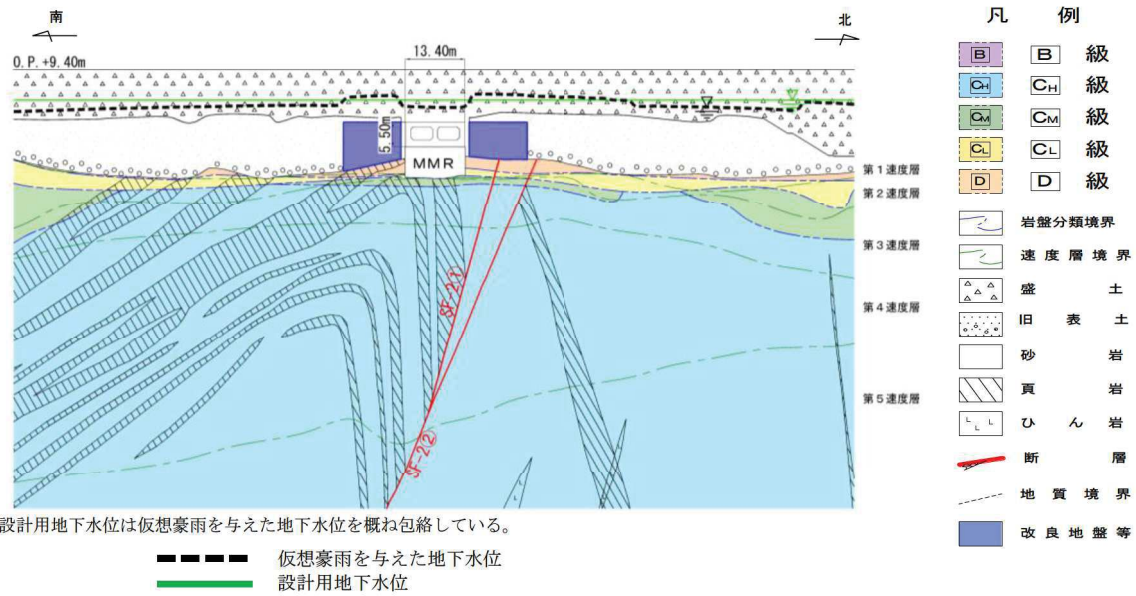 南
北
13.40m
O.P.+9.40m
5.50m
MMR
第1速度層
第2速度層
第3速度層
第4速度層
第5速度層
SF-2①
SF-2②
設計用地下水位は仮想豪雨を与えた地下水位を概ね包絡している。
仮想豪雨を与えた地下水位
設計用地下水位
凡 例
B B 級
CH CH 級
CM CM 級
CL CL 級
D D 級
岩盤分類境界
速度層境界
盛土
旧表土
砂岩
頁岩
ひん岩
断層
地質境界
改良地盤等